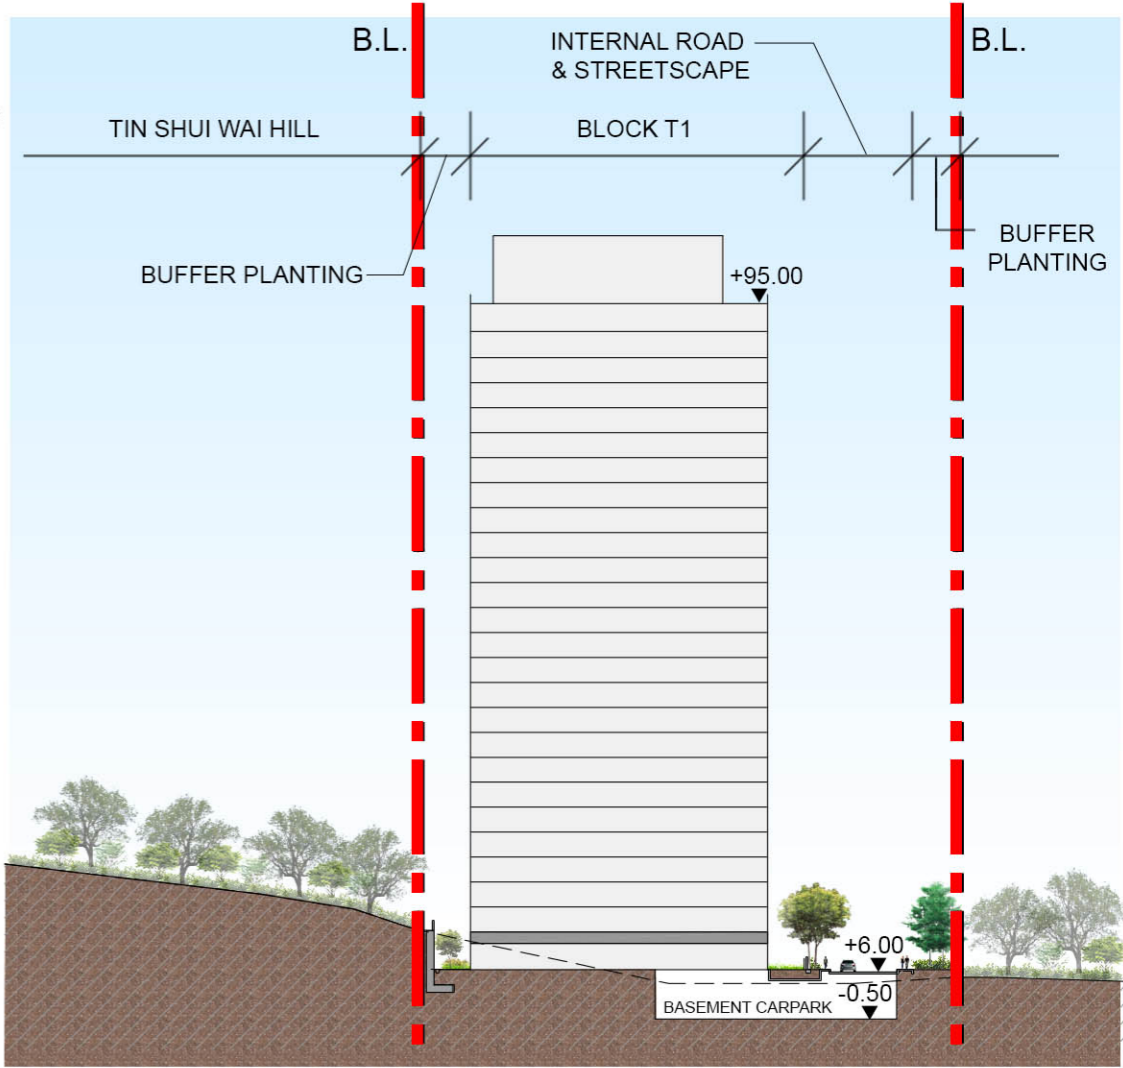 B.L.
INTERNAL ROAD
& STREETSCAPE
B.L.
TIN SHUI WAI HILL
BLOCK T1
BUFFER PLANTING
BUFFER
PLANTING
+95.00
+6.00
-0.50
BASEMENT CARPARK